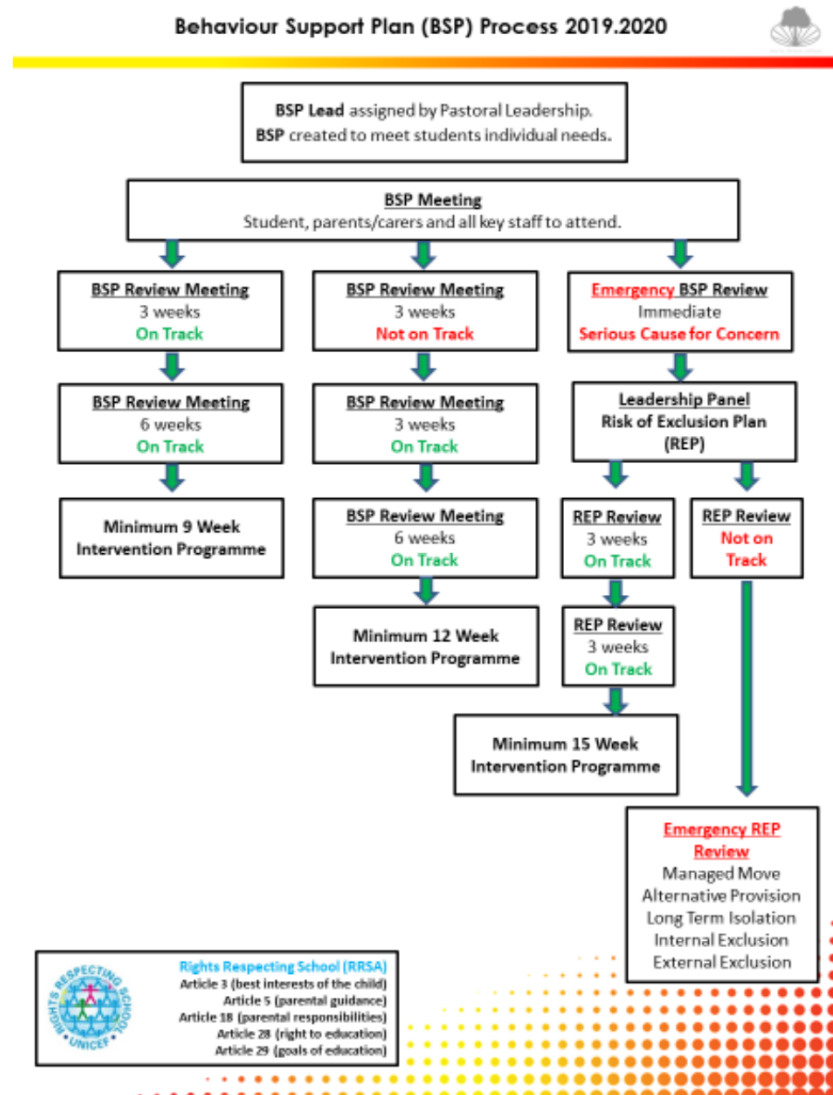 Behaviour Support Plan (BSP) Process 2019.2020
BSP Lead assigned by Pastoral Leadership.
BSP created to meet students individual needs.
BSP Meeting
Student, parents/carers and all key staff to attend.
BSP Review Meeting
3 weeks
On Track
BSP Review Meeting
3 weeks
Not on Track
Emergency BSP Review
Immediate
Serious Cause for Concern
BSP Review Meeting
6 weeks
On Track
BSP Review Meeting
3 weeks
On Track
Leadership Panel
Risk of Exclusion Plan
(REP)
Minimum 9 Week
Intervention Programme
BSP Review Meeting
6 weeks
On Track
REP Review
3 weeks
On Track
REP Review
Not on
Track
Minimum 12 Week
Intervention Programme
REP Review
3 weeks
On Track
Minimum 15 Week
Intervention Programme
Emergency REP
Review
Managed Move
Alternative Provision
Long Term Isolation
Internal Exclusion
External Exclusion
RIGHTS RESPECTING SCHOOL
UNICEF
Rights Respecting School (RRSA)
Article 3 (best interests of the child)
Article 5 (parental guidance)
Article 18 (parental responsibilities)
Article 28 (right to education)
Article 29 (goals of education)